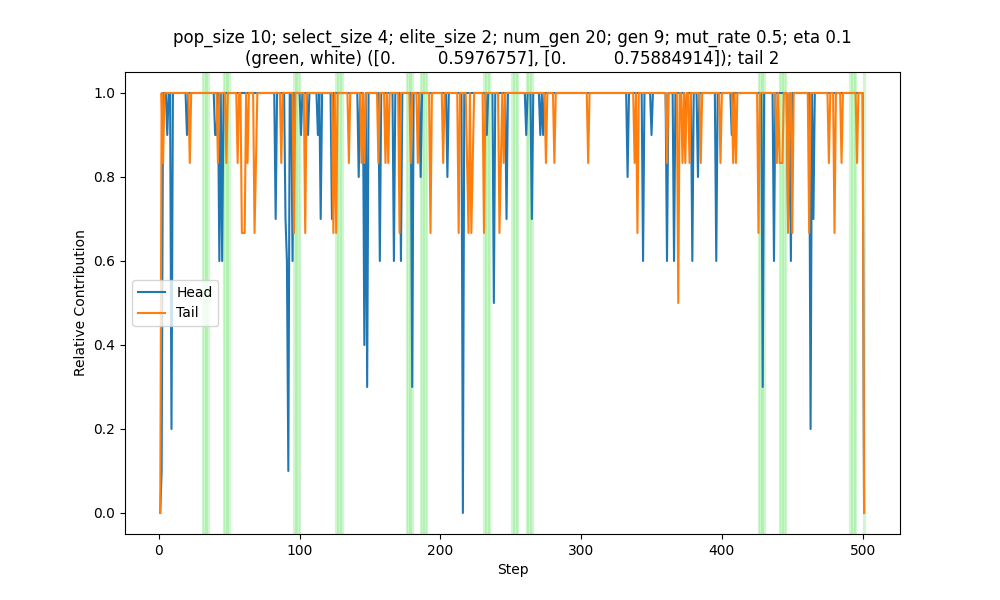 pop_size 10; select_size 4; elite_size 2; num_gen 20; gen 9; mut_rate 0.5; eta 0.1
(green, white) ([0.        0.5976757], [0.         0.75884914]); tail 2
1.0
0.8
0.6
0.4
0.2
0.0
Relative Contribution
Head
Tail
0
100
200
300
400
500
Step